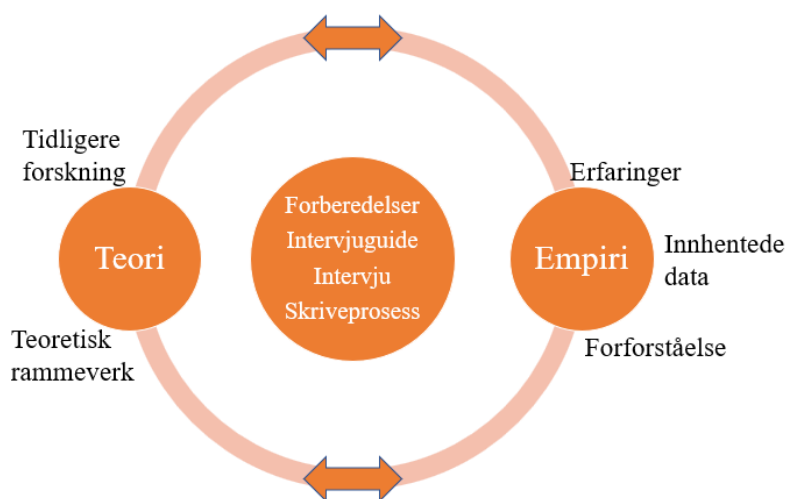 Tidligere
forskning
Teori
Teoretisk
rammeverk
Forberedelser
Intervjuguide
Intervju
Skriveprosess
Erfaringer
Empiri
Innhentede
data
Forforståelse